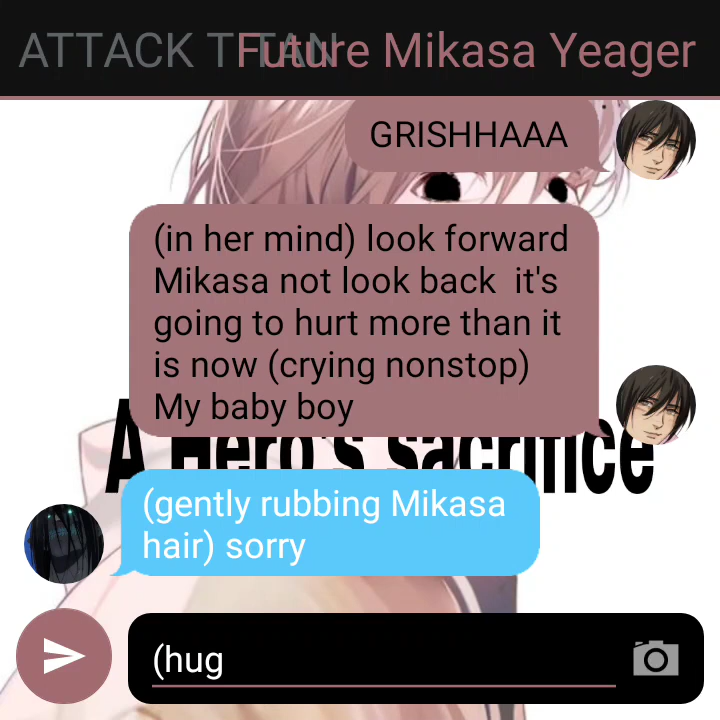 ATTACK TITAN Future Mikasa Yeager
GRISHHAAA
(in her mind) look forward
Mikasa not look back it's
going to hurt more than it
is now (crying nonstop)
My baby boy
A Hero's sacrifice
(gently rubbing Mikasa
hair) sorry
(hug